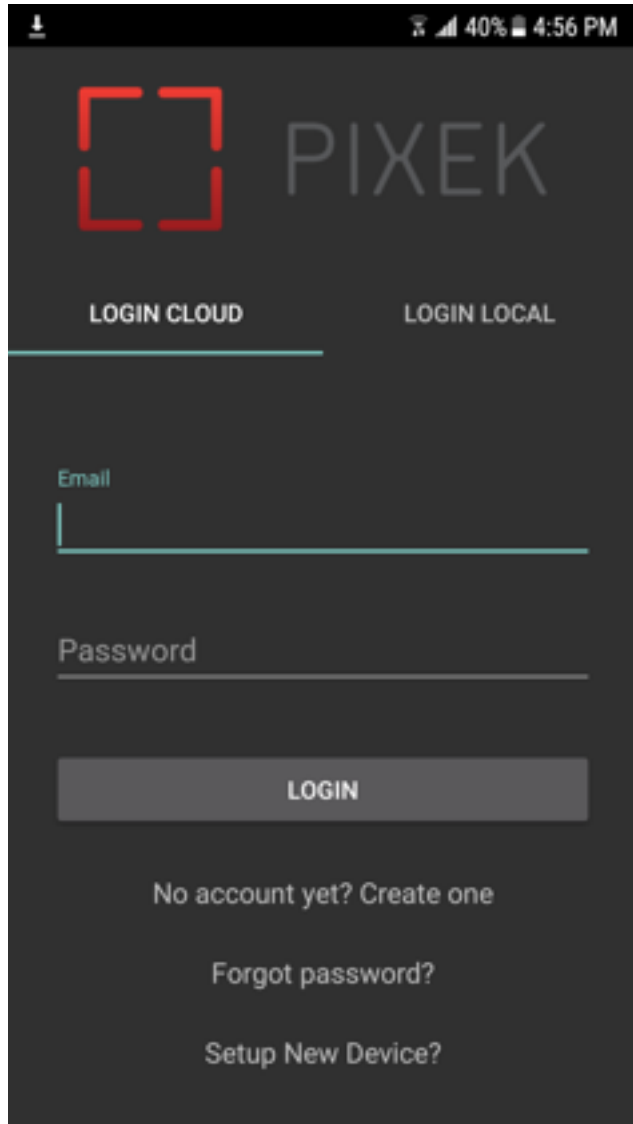 40% 4:56 PM
PIXEK
LOGIN CLOUD LOGIN LOCAL
Email
Password
LOGIN
No account yet? Create one
Forgot password?
Setup New Device?